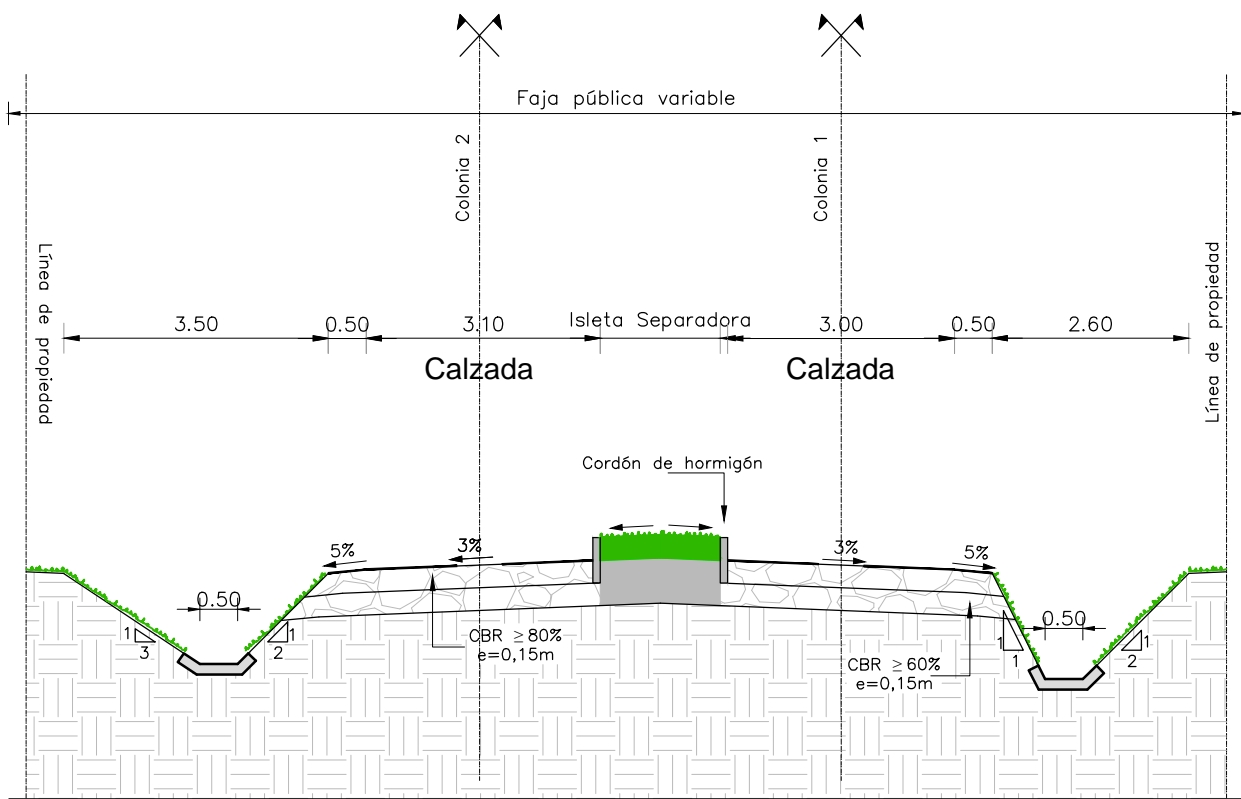 Faja pública variable
Colonia 2
Colonia 1
Línea de propiedad
Línea de propiedad
3.50
0.50
3.10
Isleta Separadora
3.00
0.50
2.60
Calzada
Calzada
Cordón de hormigón
5%
3%
3%
5%
0.50
0.50
1
3
1
2
CBR ≥ 80%
e=0,15m
CBR ≥ 60%
e=0,15m
1
1
1
2